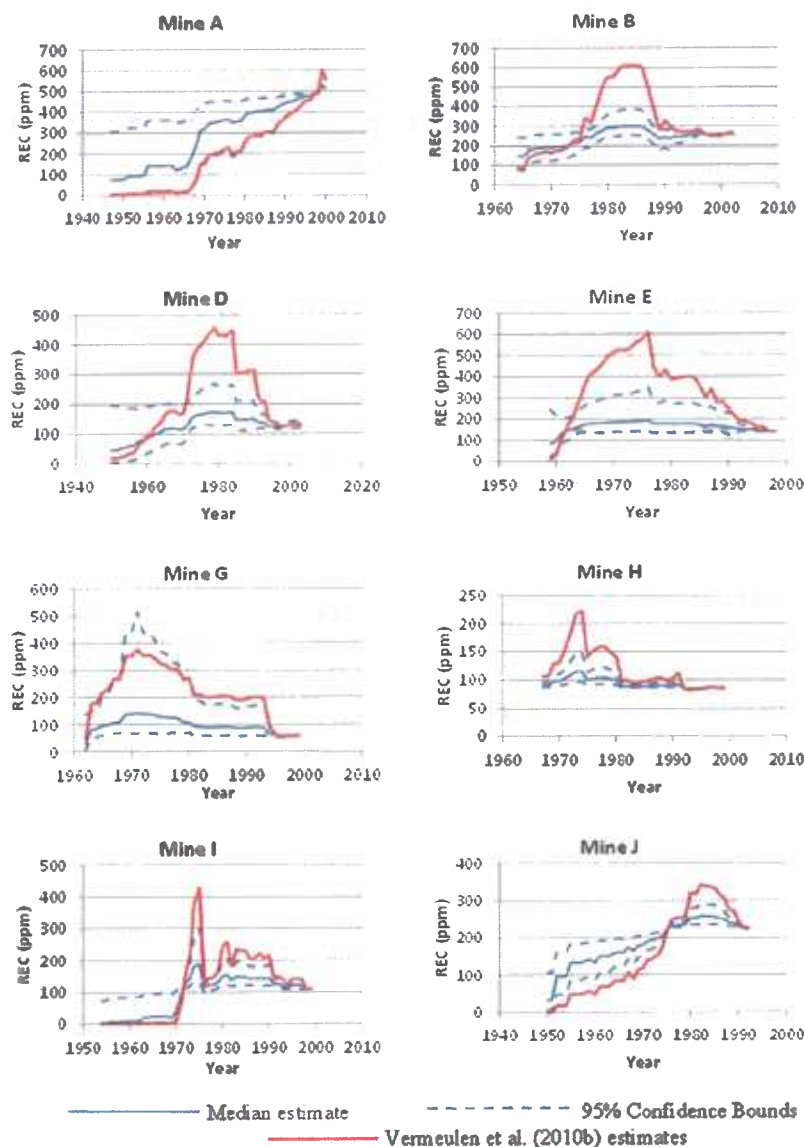 Mine A
700
600
500
400
300
200
100
0
REC (ppm)
1940 1950 1960 1970 1980 1990 2000 2010
Year
Mine B
700
600
500
400
300
200
100
0
REC (ppm)
1960 1970 1980 1990 2000 2010
Year
Mine D
500
400
300
200
100
0
REC (ppm)
1940 1960 1980 2000 2020
Year
Mine E
700
600
500
400
300
200
100
0
REC (ppm)
1950 1960 1970 1980 1990 2000
Year
Mine G
600
500
400
300
200
100
0
REC (ppm)
1960 1970 1980 1990 2000 2010
Year
Mine H
250
200
150
100
50
0
REC (ppm)
1960 1970 1980 1990 2000 2010
Year
Mine I
500
400
300
200
100
0
REC (ppm)
1950 1960 1970 1980 1990 2000 2010
Year
Mine J
400
300
200
100
0
REC (ppm)
1940 1950 1960 1970 1980 1990 2000
Year
Median estimate
95% Confidence Bounds
Vermeulen et al. (2010b) estimates